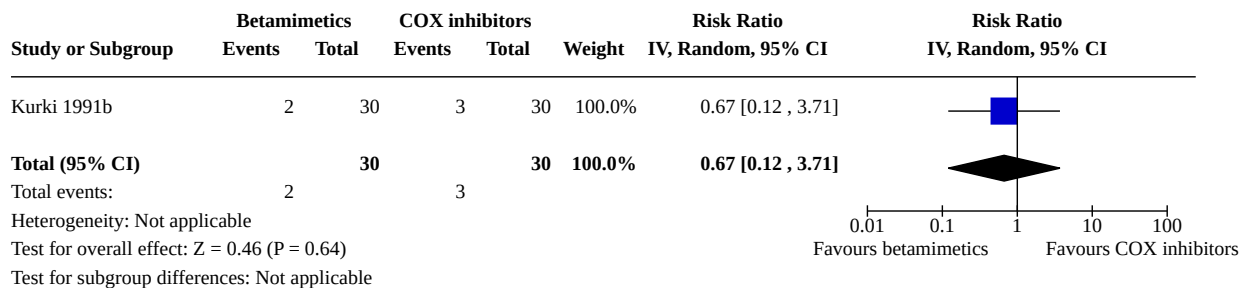 Betamimetics COX inhibitors Risk Ratio Risk Ratio
Study or Subgroup Events Total Events Total Weight IV, Random, 95% CI IV, Random, 95% CI
Kurki 1991b 2 30 3 30 100.0% 0.67 [0.12 , 3.71]
Total (95% CI) 30 30 100.0% 0.67 [0.12 , 3.71]
Total events: 2 3
Heterogeneity: Not applicable
0.01 0.1 1 10 100
Test for overall effect: Z = 0.46 (P = 0.64) Favours betamimetics Favours COX inhibitors
Test for subgroup differences: Not applicable